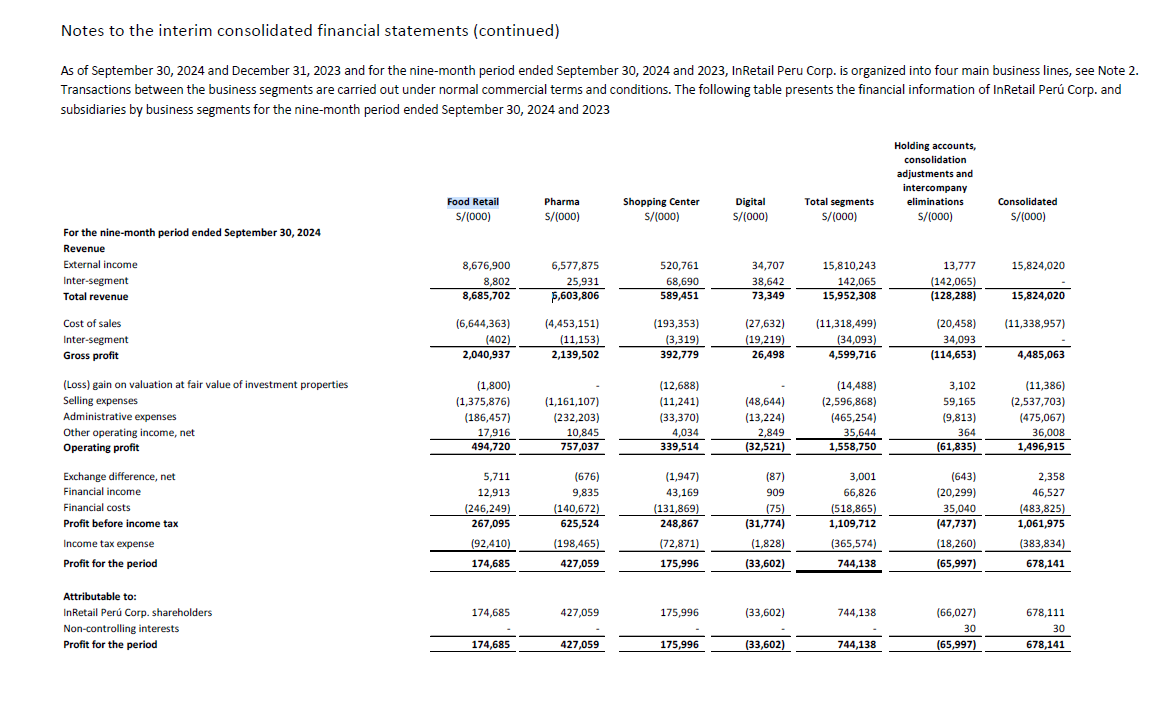 Notes to the interim consolidated financial statements (continued)
As of September 30, 2024 and December 31, 2023 and for the nine-month period ended September 30, 2024 and 2023, InRetail Peru Corp. is organized into four main business lines, see Note 2.
Transactions between the business segments are carried out under normal commercial terms and conditions. The following table presents the financial information of InRetail Perú Corp. and
subsidiaries by business segments for the nine-month period ended September 30, 2024 and 2023
Holding accounts,
consolidation
adjustments and
intercompany
Food Retail Pharma Shopping Center Digital Total segments eliminations Consolidated
S/(000) S/(000) S/(000) S/(000) S/(000) S/(000) S/(000)
For the nine-month period ended September 30, 2024
Revenue
External income 8,676,900 6,577,875 520,761 34,707 15,810,243 13,777 15,824,020
Inter-segment 8,802 25,931 68,690 38,642 142,065 (142,065) -
Total revenue 8,685,702 6,603,806 589,451 73,349 15,952,308 (128,288) 15,824,020
Cost of sales (6,644,363) (4,453,151) (193,353) (27,632) (11,318,499) (20,458) (11,338,957)
Inter-segment (402) (11,153) (3,319) (19,219) (34,093) 34,093 -
Gross profit 2,040,937 2,139,502 392,779 26,498 4,599,716 (114,653) 4,485,063
(Loss) gain on valuation at fair value of investment properties (1,800) - (12,688) - (14,488) 3,102 (11,386)
Selling expenses (1,375,876) (1,161,107) (11,241) (48,644) (2,596,868) 59,165 (2,537,703)
Administrative expenses (186,457) (232,203) (33,370) (13,224) (465,254) (9,813) (475,067)
Other operating income, net 17,916 10,845 4,034 2,849 35,644 364 36,008
Operating profit 494,720 757,037 339,514 (32,521) 1,558,750 (61,835) 1,496,915
Exchange difference, net 5,711 (676) (1,947) (87) 3,001 (643) 2,358
Financial income 12,913 9,835 43,169 909 66,826 (20,299) 46,527
Financial costs (246,249) (140,672) (131,869) (75) (518,865) 35,040 (483,825)
Profit before income tax 267,095 625,524 248,867 (31,774) 1,109,712 (47,737) 1,061,975
Income tax expense (92,410) (198,465) (72,871) (1,828) (365,574) (18,260) (383,834)
Profit for the period 174,685 427,059 175,996 (33,602) 744,138 (65,997) 678,141
Attributable to:
InRetail Perú Corp. shareholders 174,685 427,059 175,996 (33,602) 744,138 (66,027) 678,111
Non-controlling interests - - - - - 30 30
Profit for the period 174,685 427,059 175,996 (33,602) 744,138 (65,997) 678,141